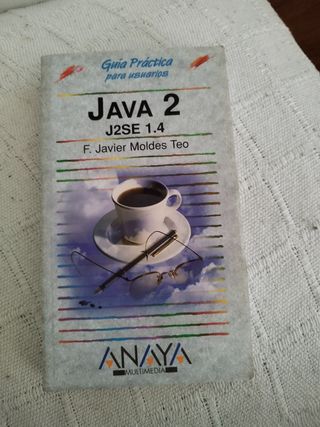 Guía Práctica
para usuarios
JAVA 2
J2SE 1.4
F. Javier Moldes Teo
ANAYA
MULTIMEDIA